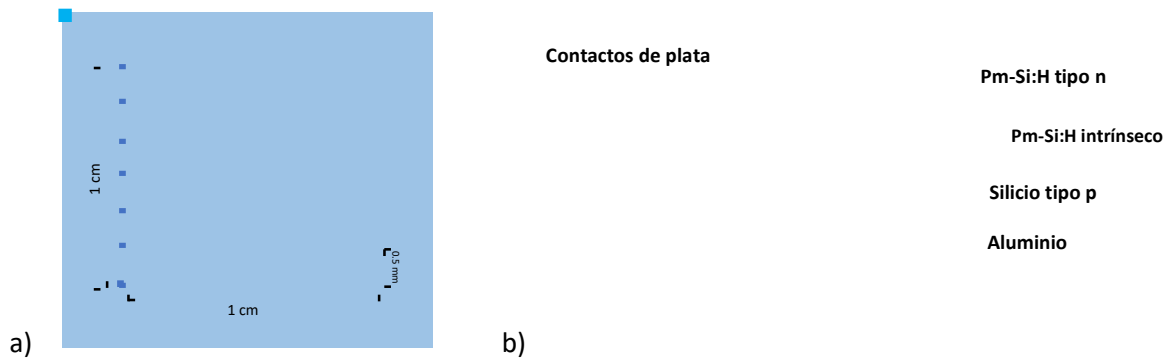 1 cm
0.5 mm
1 cm
a)
Contactos de plata
Pm-Si:H tipo n
Pm-Si:H intrínseco
Silicio tipo p
Aluminio
b)